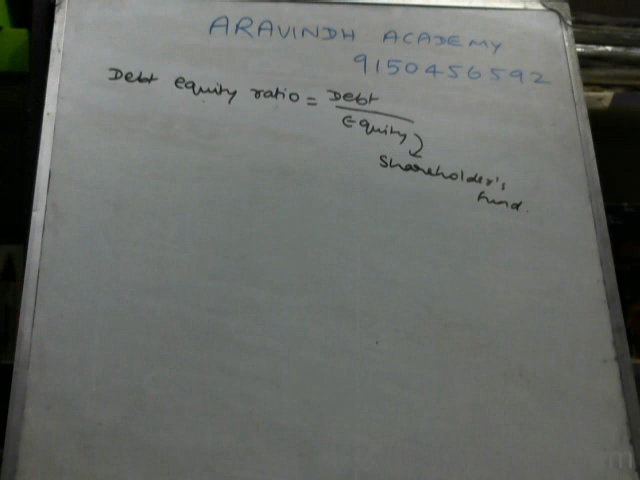 ARAVINDH ACADEMY
9150456592
Debt equity ratio = Debt
Equity
Shareholder's
fund.